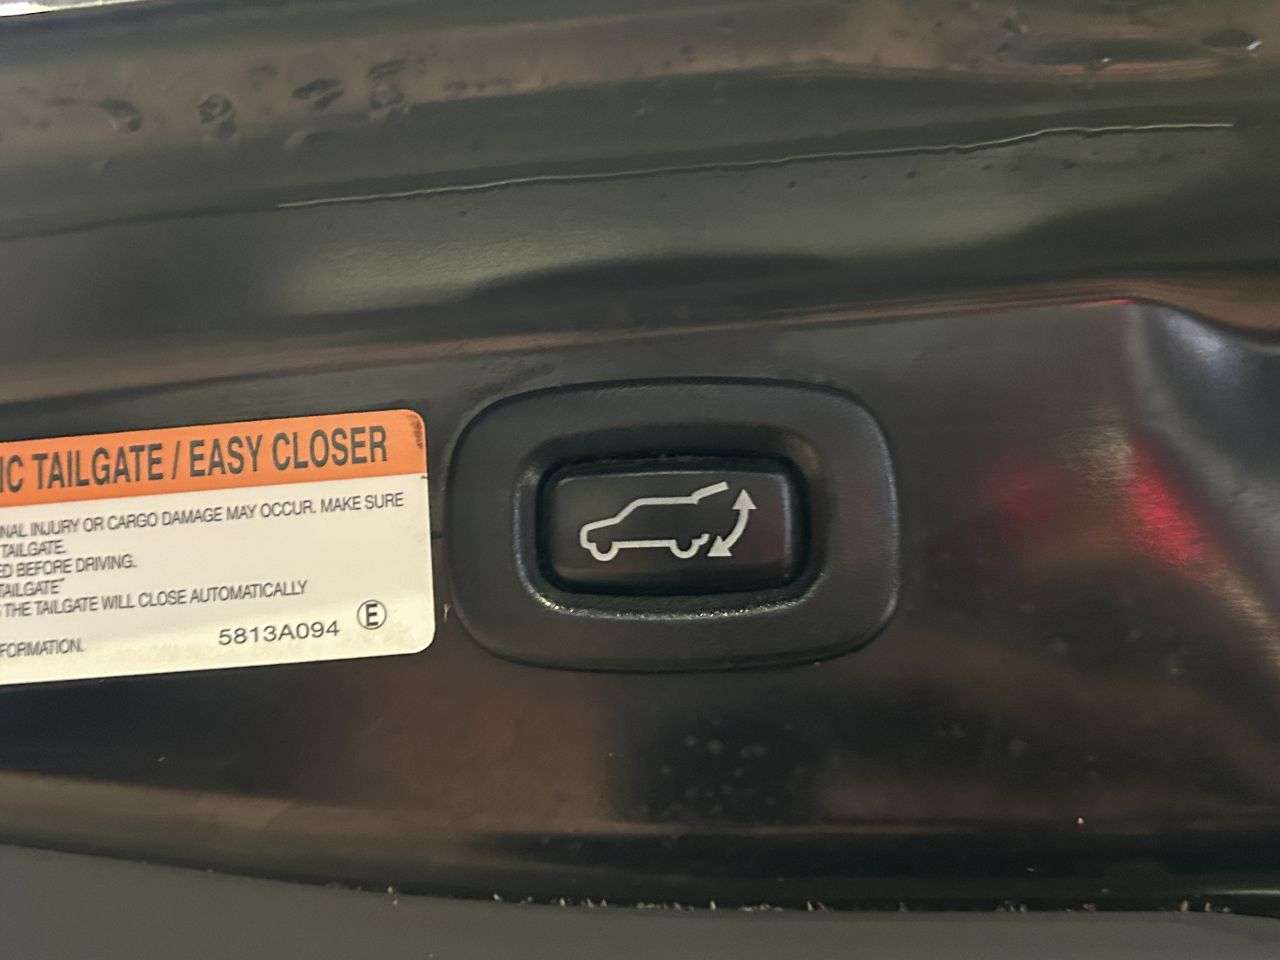 IC TAILGATE / EASY CLOSER
NAL INJURY OR CARGO DAMAGE MAY OCCUR. MAKE SURE
TAILGATE.
ED BEFORE DRIVING.
TAILGATE"
THE TAILGATE WILL CLOSE AUTOMATICALLY
FORMATION.
5813A094 E